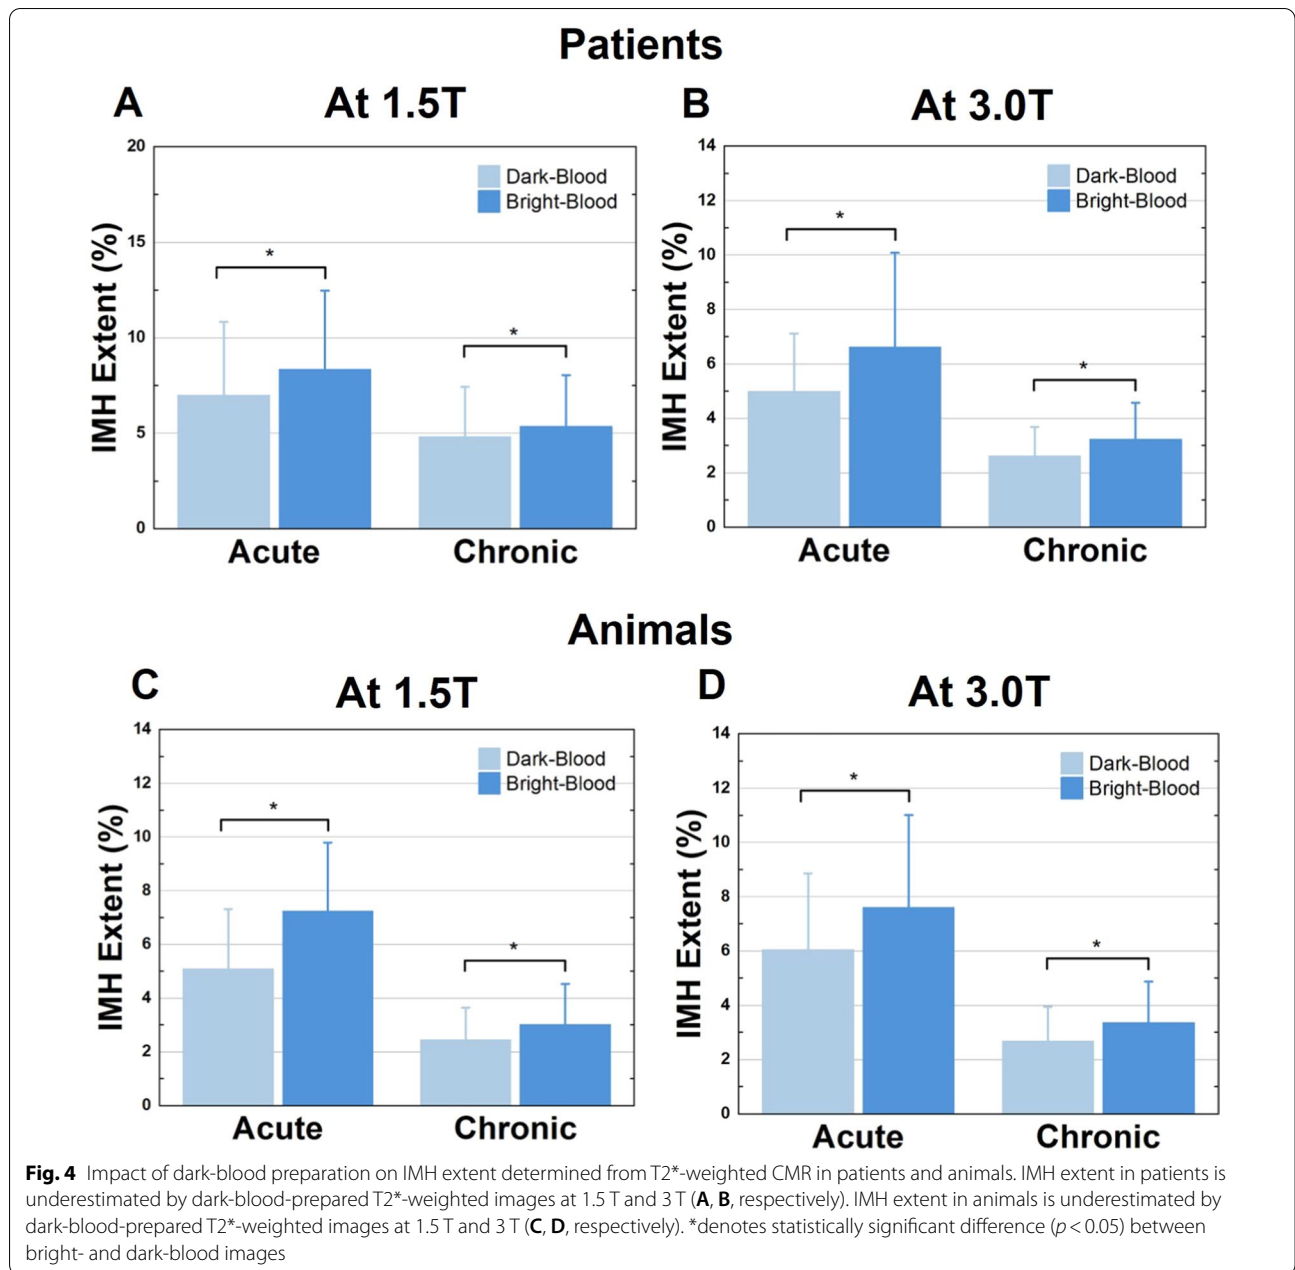 Patients
A At 1.5T
B At 3.0T
20
15
10
5
0
IMH Extent (%)
Dark-Blood
Bright-Blood
*
*
Acute Chronic
14
12
10
8
6
4
2
0
IMH Extent (%)
Dark-Blood
Bright-Blood
*
*
Acute Chronic
Animals
C At 1.5T
D At 3.0T
14
12
10
8
6
4
2
0
IMH Extent (%)
Dark-Blood
Bright-Blood
*
*
Acute Chronic
14
12
10
8
6
4
2
0
IMH Extent (%)
Dark-Blood
Bright-Blood
*
*
Acute Chronic
Fig. 4 Impact of dark-blood preparation on IMH extent determined from T2*-weighted CMR in patients and animals. IMH extent in patients is
underestimated by dark-blood-prepared T2*-weighted images at 1.5 T and 3 T (A, B, respectively). IMH extent in animals is underestimated by
dark-blood-prepared T2*-weighted images at 1.5 T and 3 T (C, D, respectively). *denotes statistically significant difference (p < 0.05) between
bright- and dark-blood images